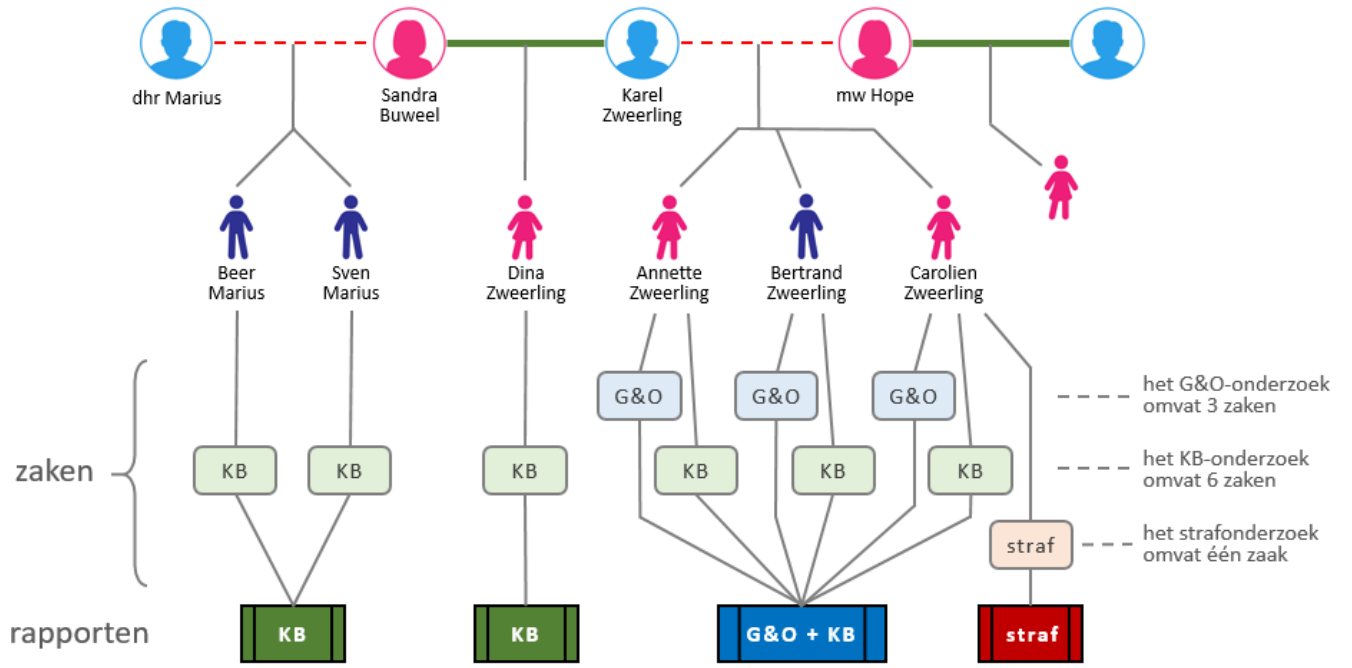 dhr Marius
Sandra
Buweel
Karel
Zweerling
mw Hope
Beer
Marius
Sven
Marius
Dina
Zweerling
Annette
Zweerling
Bertrand
Zweerling
Carolien
Zweerling
G&O
G&O
G&O
het G&O-onderzoek
omvat 3 zaken
zaken
KB
KB
KB
KB
KB
KB
het KB-onderzoek
omvat 6 zaken
straf
het strafonderzoek
omvat één zaak
rapporten
KB
KB
G&O + KB
straf